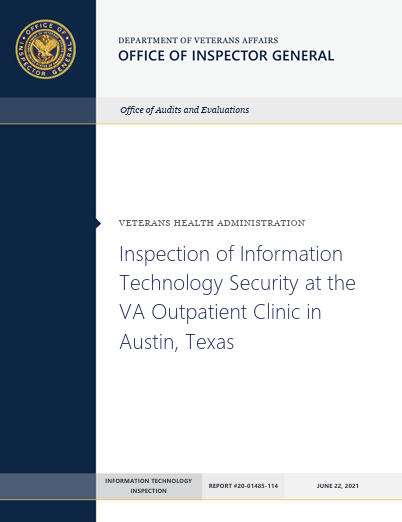 OFFICE OF
INSPECTOR GENERAL
DEPARTMENT OF VETERANS AFFAIRS
OFFICE OF INSPECTOR GENERAL
Office of Audits and Evaluations
VETERANS HEALTH ADMINISTRATION
Inspection of Information
Technology Security at the
VA Outpatient Clinic in
Austin, Texas
INFORMATION TECHNOLOGY
INSPECTION
REPORT #20-01485-114
JUNE 22, 2021